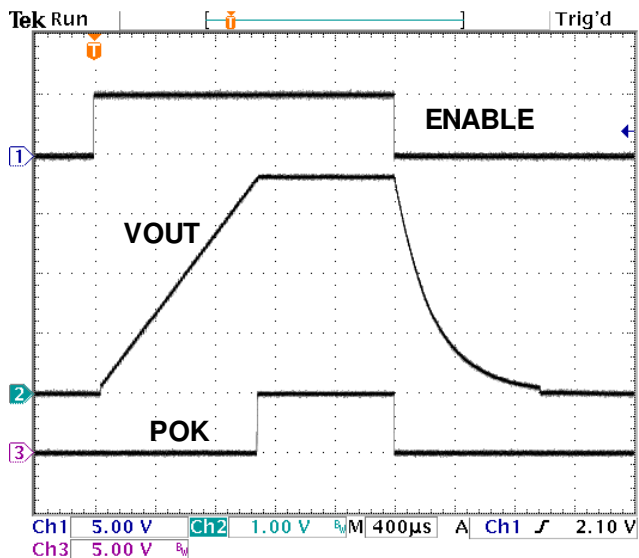 Tek Run Trig'd
T
T
ENABLE
1
VOUT
2
POK
3
Ch1 5.00 V Ch2 1.00 V BW M 400µs A Ch1 2.10 V
Ch3 5.00 V BW